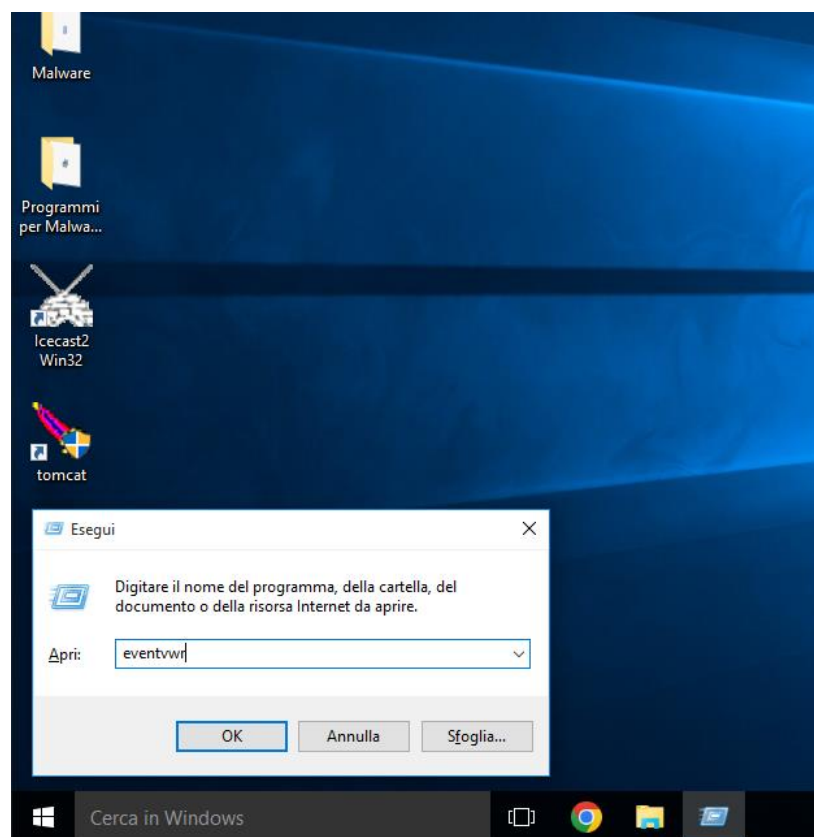 Malware
Programmi
per Malwa...
Icecast2
Win32
tomcat
Esegui
Digitare il nome del programma, della cartella, del
documento o della risorsa Internet da aprire.
Apri: eventvwr
OK Annulla Sfoglia...
Cerca in Windows